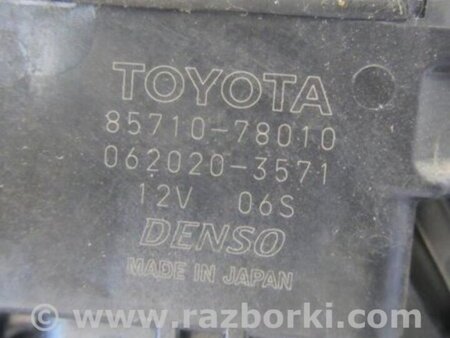 TOYOTA
85710-78010
062020-3571
12V 06S
DENSO
MADE IN JAPAN
© www.razborki.com